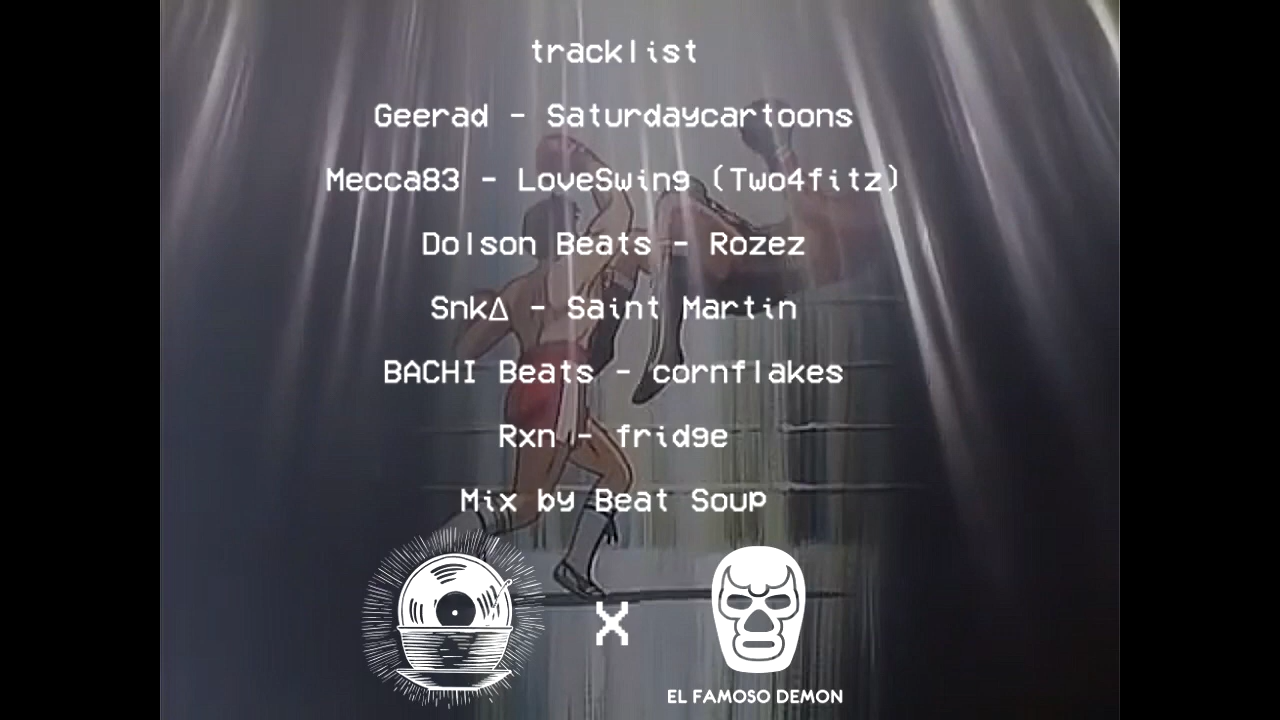 tracklist
Geerad - Saturdaycartoons
Mecca83 - LoveSwing (Two4fitz)
Dolson Beats - Rozez
Snk∆ - Saint Martin
BACHI Beats - cornflakes
Rxn - fridge
Mix by Beat Soup
X
EL FAMOSO DEMON